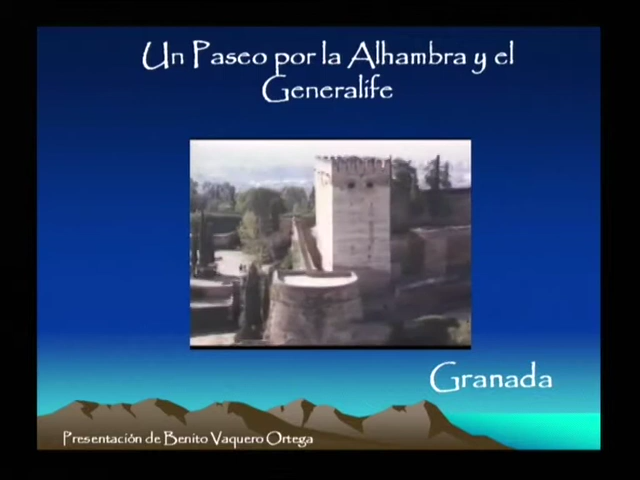 Un Paseo por la Alhambra y el
Generalife
Granada
Presentación de Benito Vaquero Ortega